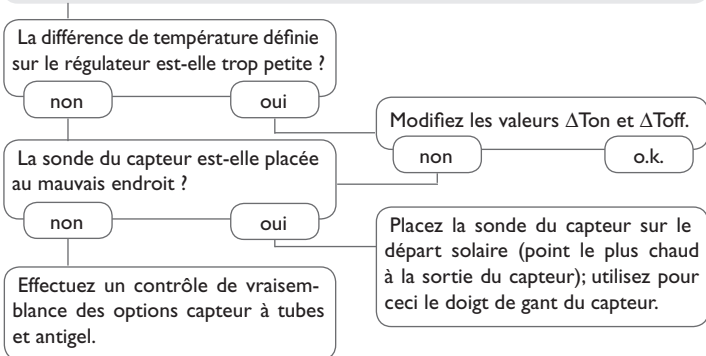 La différence de température définie
sur le régulateur est-elle trop petite ?
non
oui
Modifiez les valeurs ΔTon et ΔToff.
non
o.k.
La sonde du capteur est-elle placée
au mauvais endroit ?
non
oui
Placez la sonde du capteur sur le
départ solaire (point le plus chaud
à la sortie du capteur); utilisez pour
ceci le doigt de gant du capteur.
Effectuez un contrôle de vraisem-
blance des options capteur à tubes
et antigel.